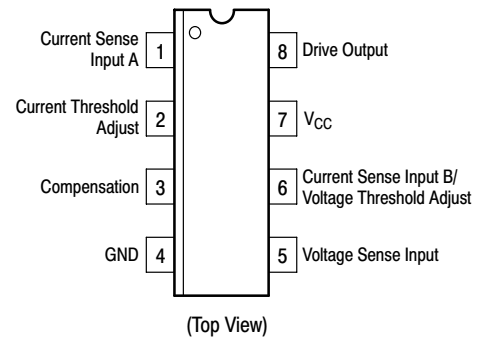 Current Sense
Input A
1
8
Drive Output
Current Threshold
Adjust
2
7
VCC
Compensation
3
6
Current Sense Input B/
Voltage Threshold Adjust
GND
4
5
Voltage Sense Input
(Top View)